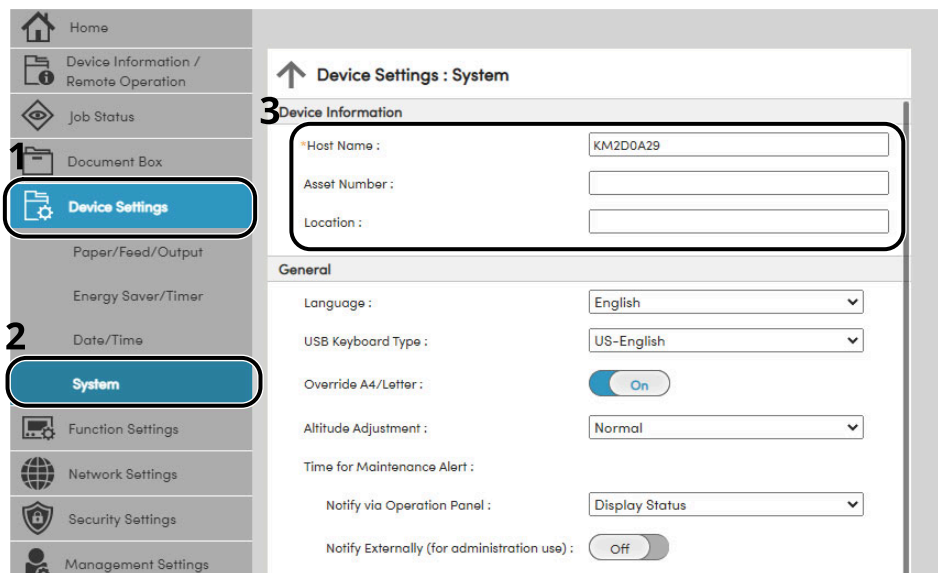 Home
Device Information /
Remote Operation
Job Status
1
Document Box
Device Settings
Paper/Feed/Output
Energy Saver/Timer
2
Date/Time
System
Function Settings
Network Settings
Security Settings
Management Settings
Device Settings : System
3
Device Information
*Host Name : KM2D0A29
Asset Number :
Location :
General
Language : English
USB Keyboard Type : US-English
Override A4/Letter : On
Altitude Adjustment : Normal
Time for Maintenance Alert :
Notify via Operation Panel : Display Status
Notify Externally (for administration use) : Off